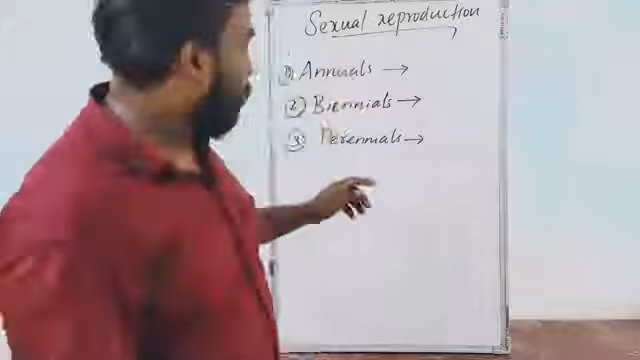 Sexual reproduction
① Annuals →
② Biennials →
③ Perennials →